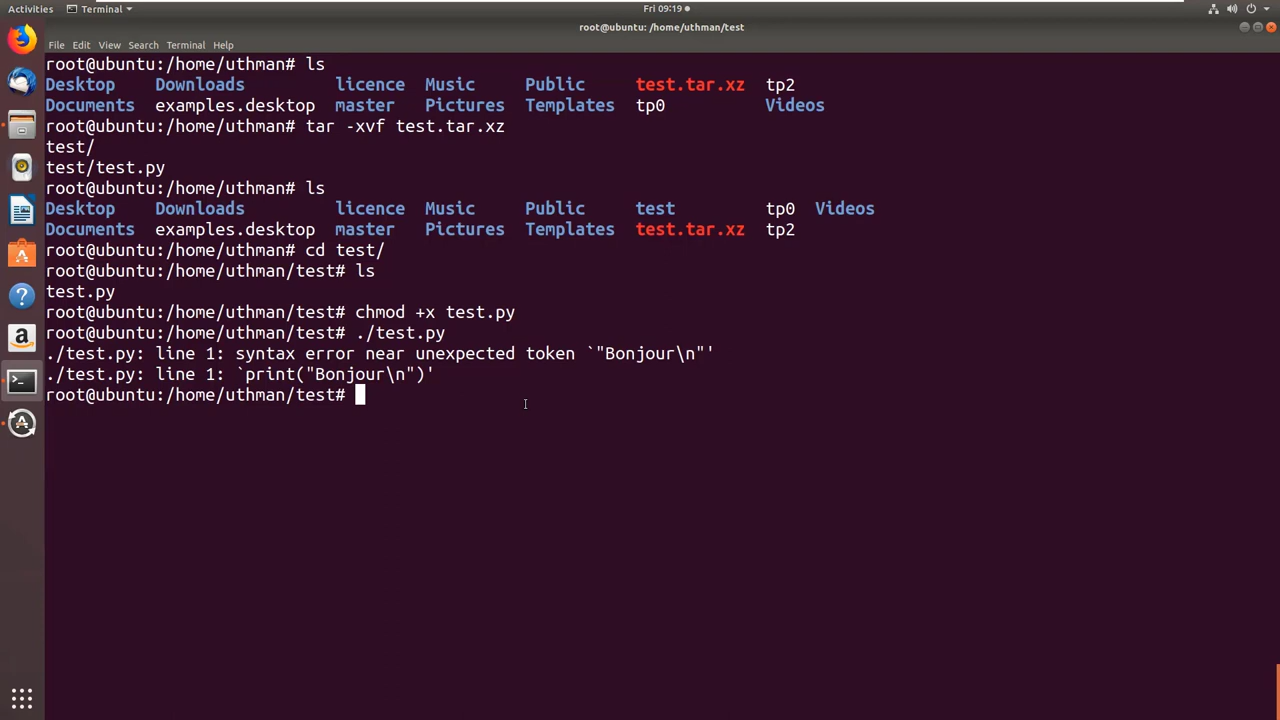 Activities Terminal Fri 09:19
root@ubuntu: /home/uthman/test
File Edit View Search Terminal Help
root@ubuntu:/home/uthman# ls
Desktop Downloads licence Music Public test.tar.xz tp2
Documents examples.desktop master Pictures Templates tp0 Videos
root@ubuntu:/home/uthman# tar -xvf test.tar.xz
test/
test/test.py
root@ubuntu:/home/uthman# ls
Desktop Downloads licence Music Public test tp0 Videos
Documents examples.desktop master Pictures Templates test.tar.xz tp2
root@ubuntu:/home/uthman# cd test/
root@ubuntu:/home/uthman/test# ls
test.py
root@ubuntu:/home/uthman/test# chmod +x test.py
root@ubuntu:/home/uthman/test# ./test.py
./test.py: line 1: syntax error near unexpected token `"Bonjour\n"'
./test.py: line 1: `print("Bonjour\n")'
root@ubuntu:/home/uthman/test#